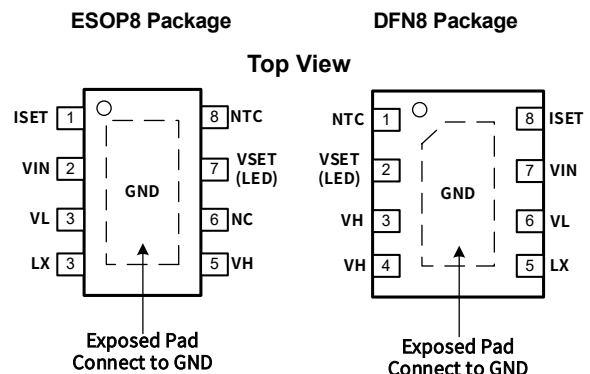 ESOP8 Package
DFN8 Package
Top View
ISET 1
8 NTC
VIN 2
7 VSET
(LED)
GND
VL 3
6 NC
LX 3
5 VH
Exposed Pad
Connect to GND
NTC 1
8 ISET
VSET
(LED) 2
7 VIN
GND
VH 3
6 VL
VH 4
5 LX
Exposed Pad
Connect to GND